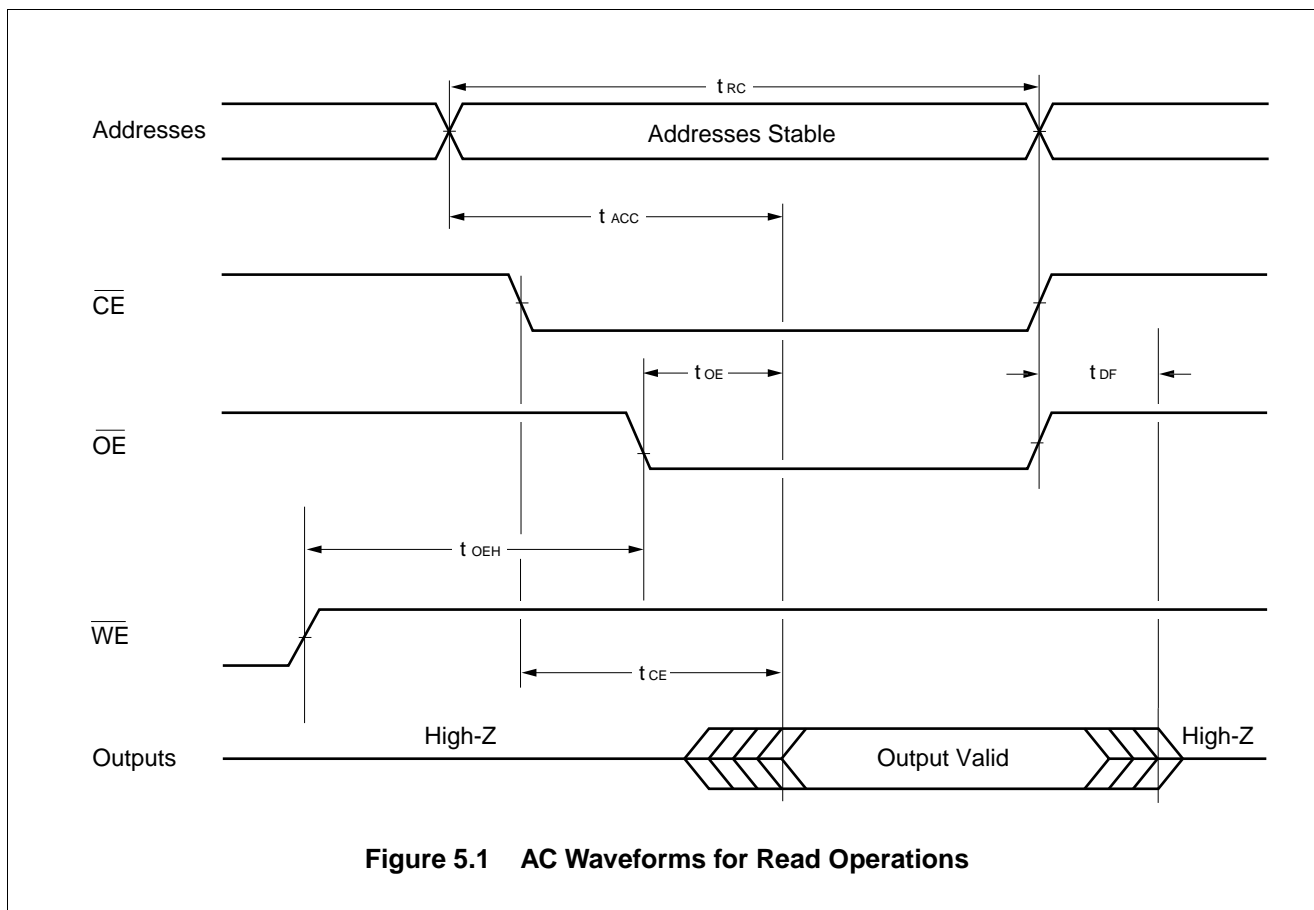 t RC
Addresses
Addresses Stable
t ACC
CE
t OE
t DF
OE
t OEH
WE
t CE
High-Z
High-Z
Outputs
Output Valid
Figure 5.1 AC Waveforms for Read Operations